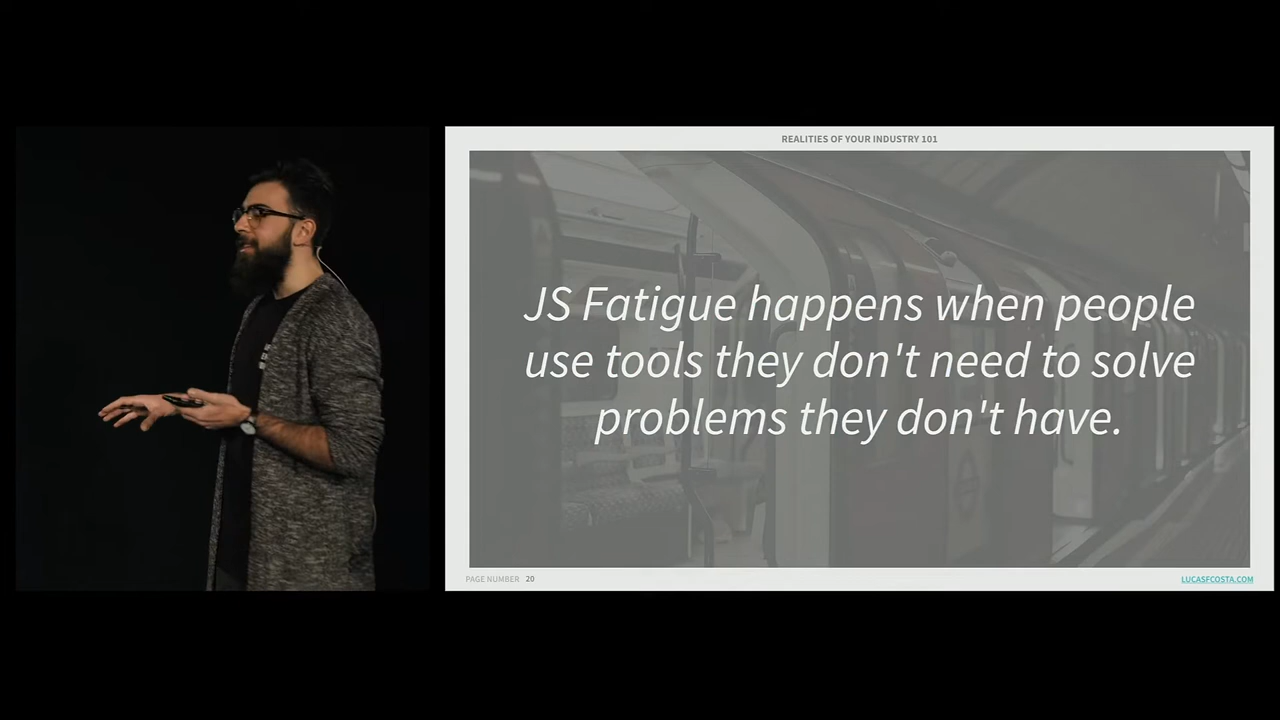 REALITIES OF YOUR INDUSTRY 101
JS Fatigue happens when people
use tools they don't need to solve
problems they don't have.
PAGE NUMBER 20
LUCASFCOSTA.COM